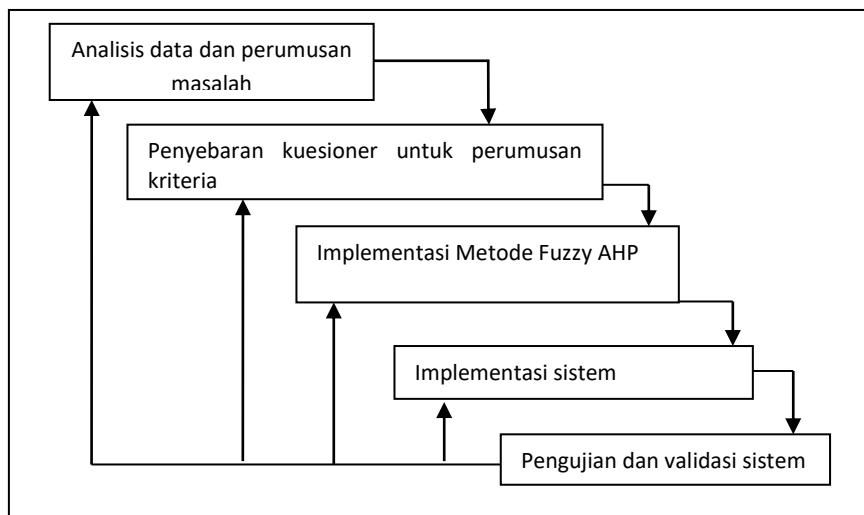 Analisis data dan perumusan
masalah
Penyebaran kuesioner untuk perumusan
kriteria
Implementasi Metode Fuzzy AHP
Implementasi sistem
Pengujian dan validasi sistem